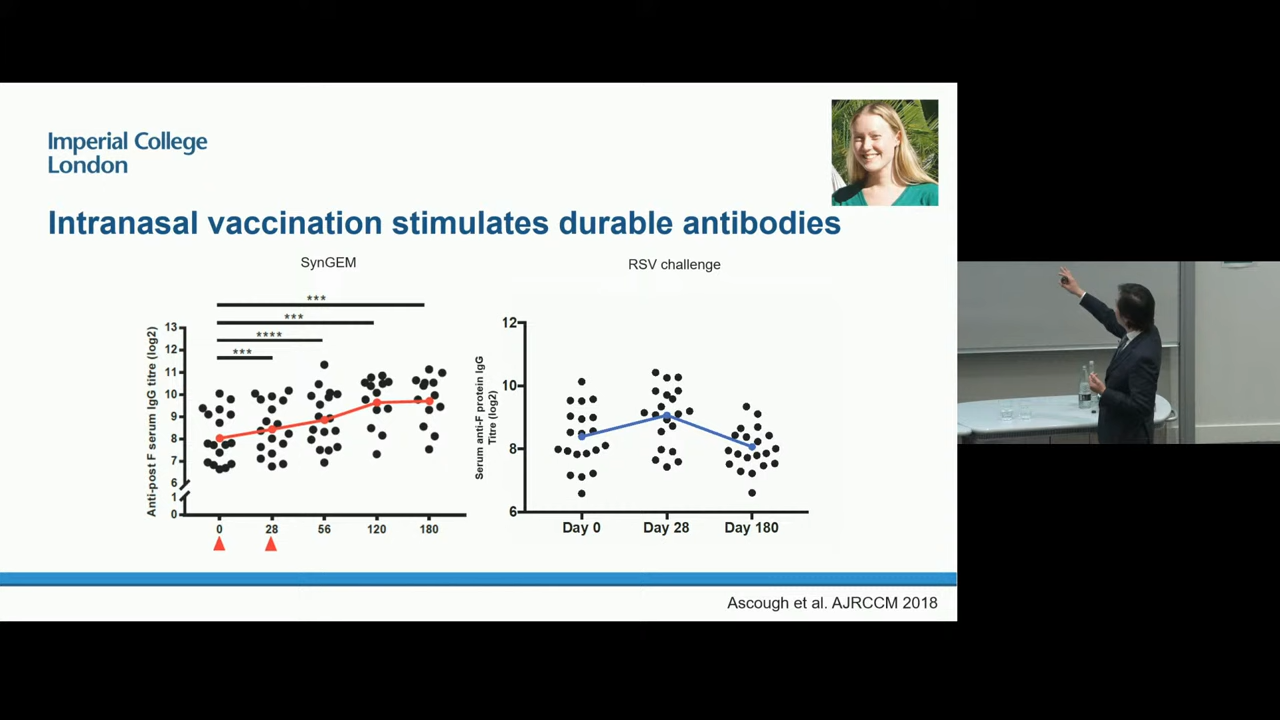 Imperial College
London
Intranasal vaccination stimulates durable antibodies
SynGEM
RSV challenge
***
***
****
***
Anti-post F serum IgG titre (log2)
13
12
11
10
9
8
7
6
1
0
0
28
56
120
180
Serum anti-F protein IgG
Titre (log2)
12
10
8
6
Day 0
Day 28
Day 180
Ascough et al. AJRCCM 2018